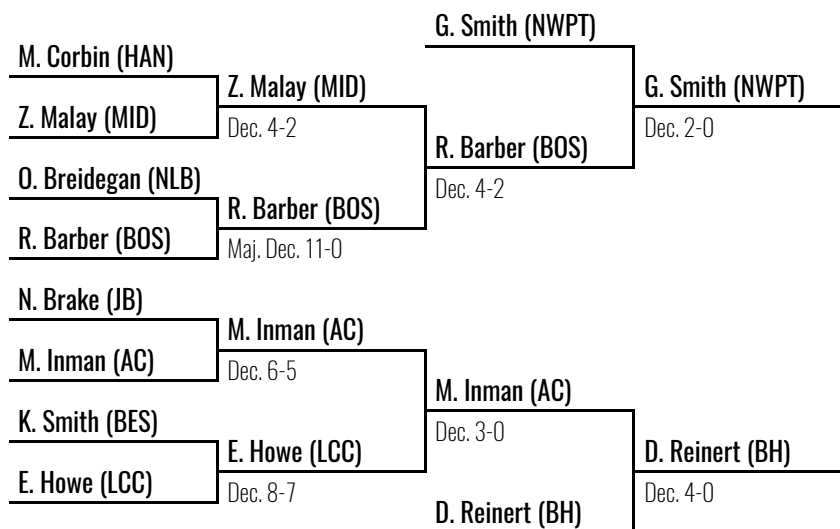 M. Corbin (HAN)
Z. Malay (MID)
O. Breidegan (NLB)
R. Barber (BOS)
N. Brake (JB)
M. Inman (AC)
K. Smith (BES)
E. Howe (LCC)
Z. Malay (MID)
Dec. 4-2
R. Barber (BOS)
Maj. Dec. 11-0
M. Inman (AC)
Dec. 6-5
E. Howe (LCC)
Dec. 8-7
G. Smith (NWPT)
R. Barber (BOS)
Dec. 4-2
M. Inman (AC)
Dec. 3-0
D. Reinert (BH)
G. Smith (NWPT)
Dec. 2-0
D. Reinert (BH)
Dec. 4-0